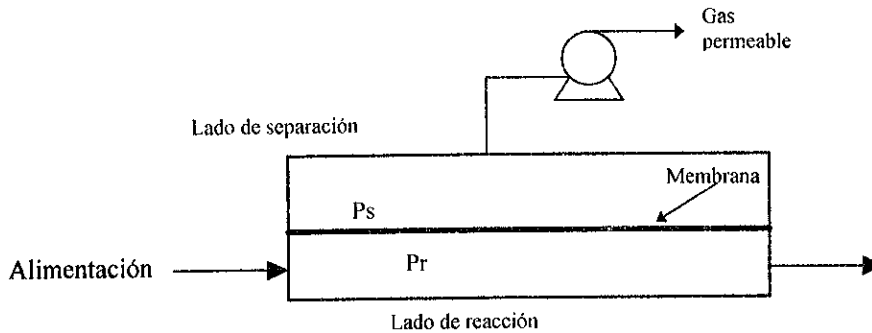 Gas
permeable
Lado de separación
Membrana
Ps
Alimentación
Pr
Lado de reacción